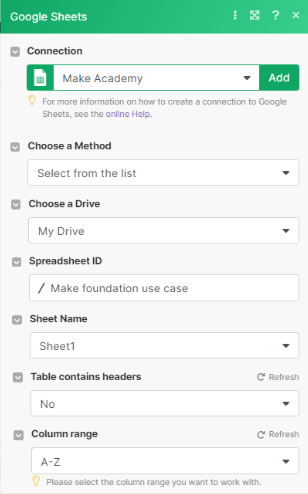 Google Sheets
Connection
Make Academy
Add
For more information on how to create a connection to Google
Sheets, see the online Help.
Choose a Method
Select from the list
Choose a Drive
My Drive
Spreadsheet ID
/ Make foundation use case
Sheet Name
Sheet1
Table contains headers
Refresh
No
Column range
Refresh
A-Z
Please select the column range you want to work with.